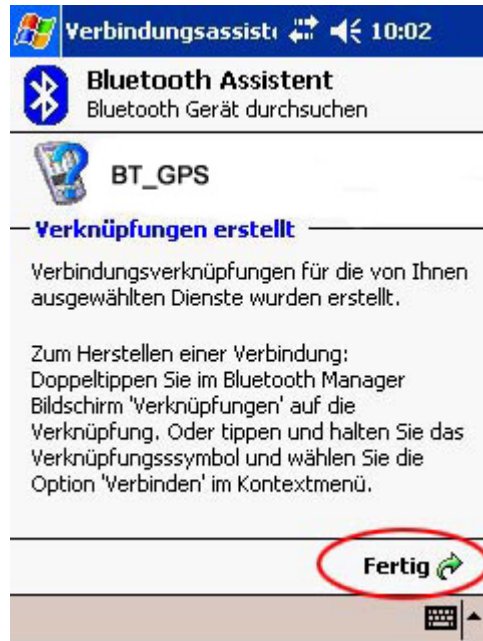 Verbindungsassiste 10:02
Bluetooth Assistent
Bluetooth Gerät durchsuchen
BT_GPS
Verknüpfungen erstellt
Verbindungsverknüpfungen für die von Ihnen
ausgewählten Dienste wurden erstellt.
Zum Herstellen einer Verbindung:
Doppeltippen Sie im Bluetooth Manager
Bildschirm 'Verknüpfungen' auf die
Verknüpfung. Oder tippen und halten Sie das
Verknüpfungsssymbol und wählen Sie die
Option 'Verbinden' im Kontextmenü.
Fertig